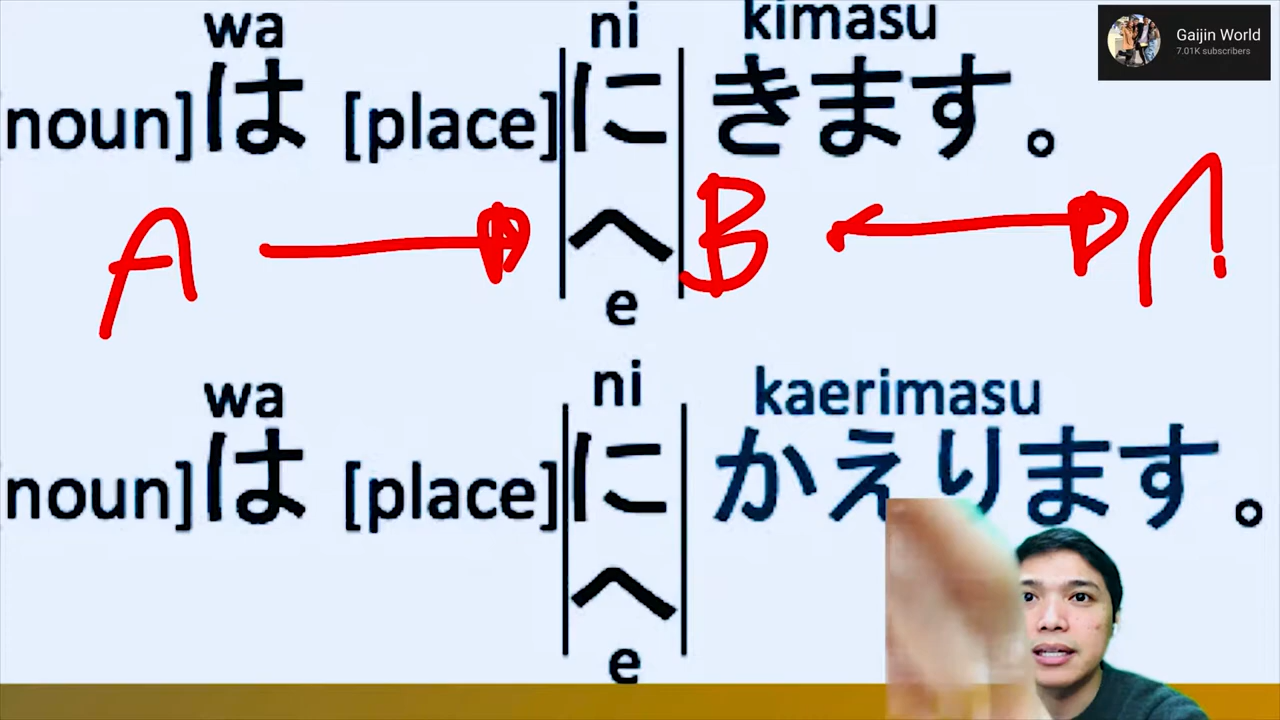 wa ni kimasu
Gaijin World
7.01K subscribers
noun]は [place]に きます。
A B A
へ
e
wa ni kaerimasu
noun]は [place]に かえります。
へ
e